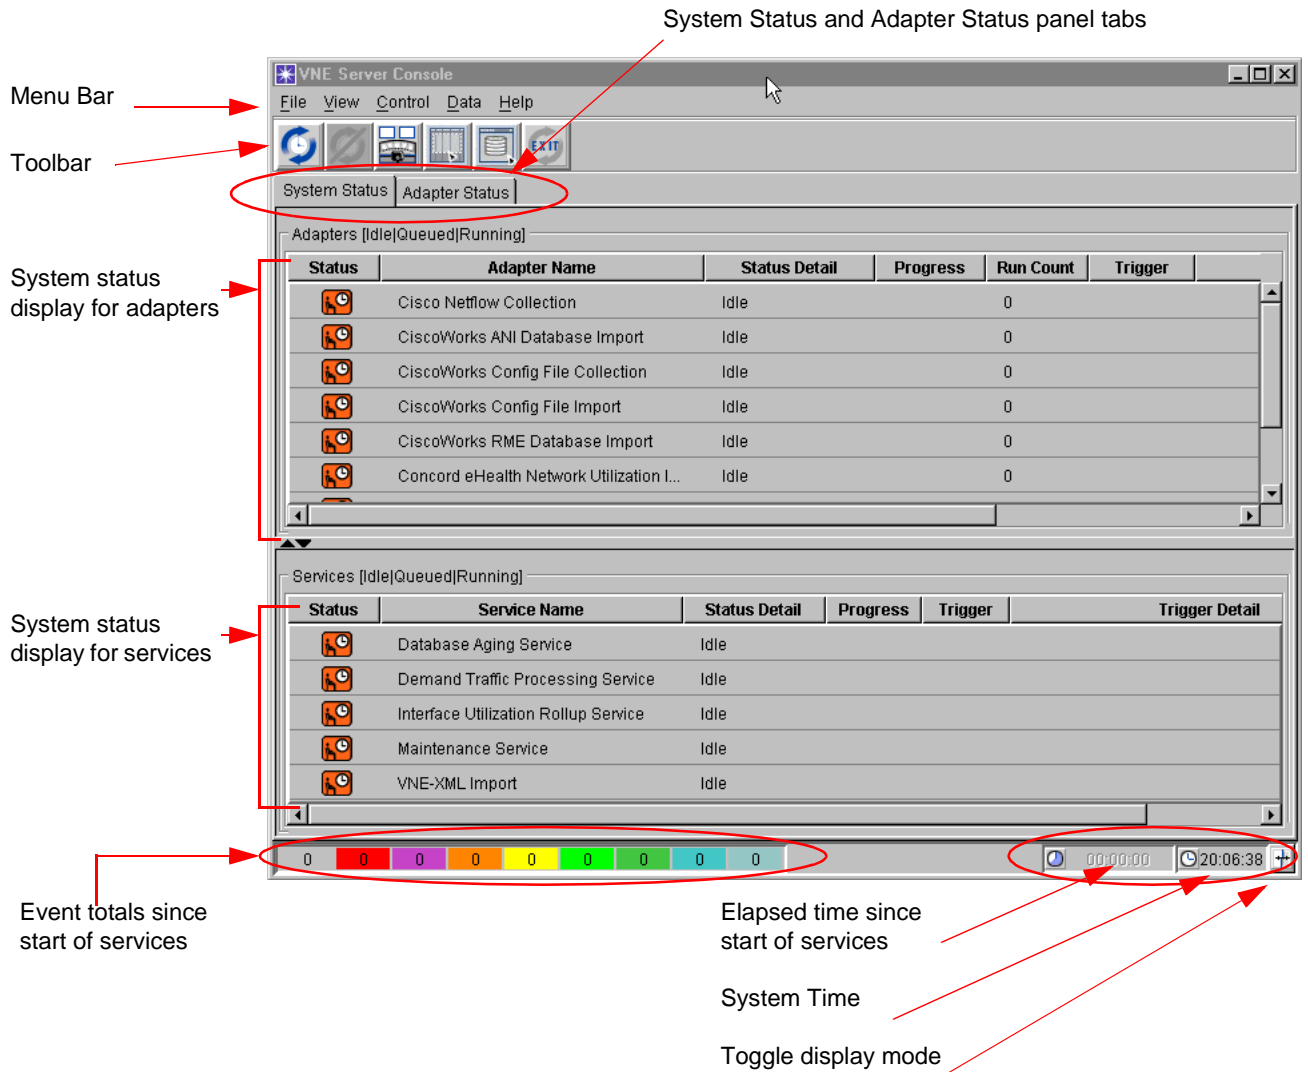 System Status and Adapter Status panel tabs
VNE Server Console
Menu Bar
File View Control Data Help
Toolbar
EXIT
System Status Adapter Status
Adapters [Idle|Queued|Running]
System status
display for adapters
Status Adapter Name Status Detail Progress Run Count Trigger
Cisco Netflow Collection Idle 0
CiscoWorks ANI Database Import Idle 0
CiscoWorks Config File Collection Idle 0
CiscoWorks Config File Import Idle 0
CiscoWorks RME Database Import Idle 0
Concord eHealth Network Utilization I... Idle 0
Services [Idle|Queued|Running]
System status
display for services
Status Service Name Status Detail Progress Trigger Trigger Detail
Database Aging Service Idle
Demand Traffic Processing Service Idle
Interface Utilization Rollup Service Idle
Maintenance Service Idle
VNE-XML Import Idle
0 0 0 0 0 0 0 0 0 00:00:00 20:06:38
Event totals since
start of services
Elapsed time since
start of services
System Time
Toggle display mode